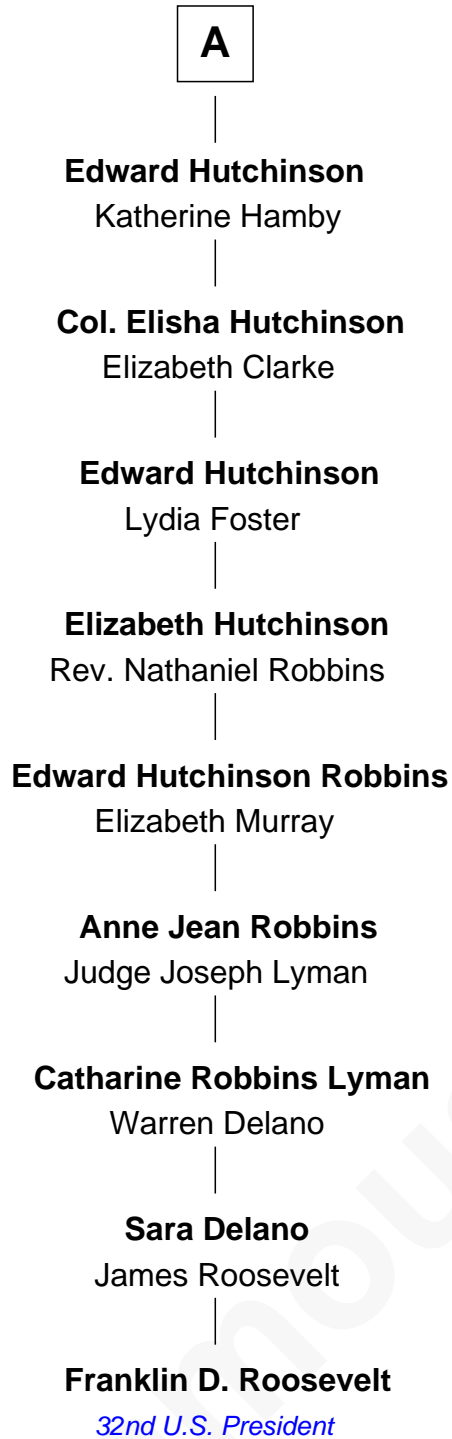 A
Edward Hutchinson
Katherine Hamby
Col. Elisha Hutchinson
Elizabeth Clarke
Edward Hutchinson
Lydia Foster
Elizabeth Hutchinson
Rev. Nathaniel Robbins
Edward Hutchinson Robbins
Elizabeth Murray
Anne Jean Robbins
Judge Joseph Lyman
Catharine Robbins Lyman
Warren Delano
Sara Delano
James Roosevelt
Franklin D. Roosevelt
32nd U.S. President